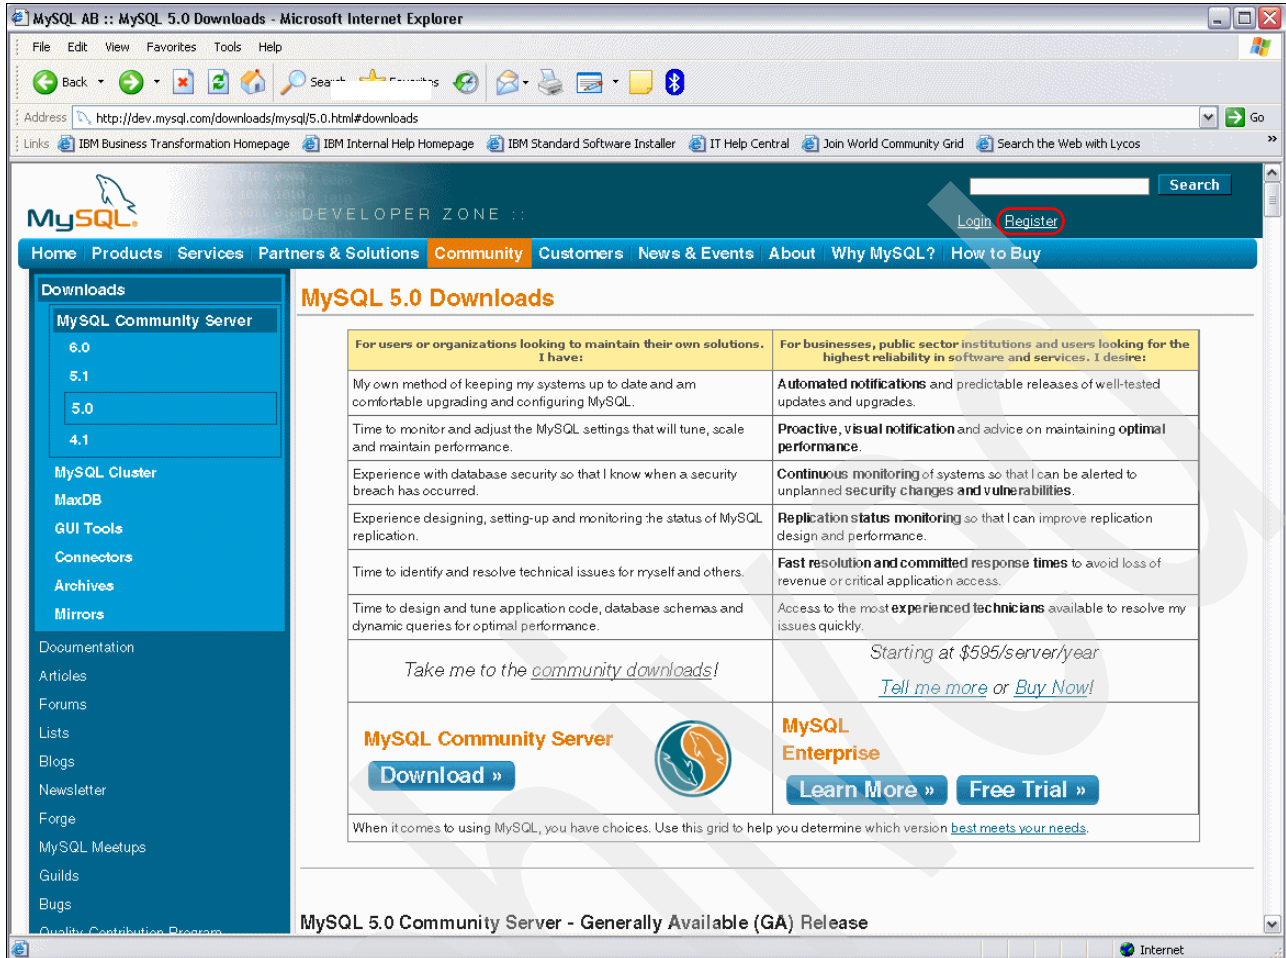 MySQL AB :: MySQL 5.0 Downloads - Microsoft Internet Explorer
File Edit View Favorites Tools Help
Back
Address http://dev.mysql.com/downloads/mysql/5.0.html#downloads Go
Links IBM Business Transformation Homepage IBM Internal Help Homepage IBM Standard Software Installer IT Help Central Join World Community Grid Search the Web with Lycos »
Search
MySQL® DEVELOPER ZONE ::
Login Register
Home Products Services Partners & Solutions Community Customers News & Events About Why MySQL? How to Buy
Downloads
MySQL Community Server
6.0
5.1
5.0
4.1
MySQL Cluster
MaxDB
GUI Tools
Connectors
Archives
Mirrors
Documentation
Articles
Forums
Lists
Blogs
Newsletter
Forge
MySQL Meetups
Guilds
Bugs
Quality Contribution Program
MySQL 5.0 Downloads
For users or organizations looking to maintain their own solutions.
I have:
For businesses, public sector institutions and users looking for the
highest reliability in software and services. I desire:
My own method of keeping my systems up to date and am
comfortable upgrading and configuring MySQL.
Automated notifications and predictable releases of well-tested
updates and upgrades.
Time to monitor and adjust the MySQL settings that will tune, scale
and maintain performance.
Proactive, visual notification and advice on maintaining optimal
performance.
Experience with database security so that I know when a security
breach has occurred.
Continuous monitoring of systems so that I can be alerted to
unplanned security changes and vulnerabilities.
Experience designing, setting-up and monitoring the status of MySQL
replication.
Replication status monitoring so that I can improve replication
design and performance.
Time to identify and resolve technical issues for myself and others.
Fast resolution and committed response times to avoid loss of
revenue or critical application access.
Time to design and tune application code, database schemas and
dynamic queries for optimal performance.
Access to the most experienced technicians available to resolve my
issues quickly.
Take me to the community downloads!
Starting at $595/server/year
Tell me more or Buy Now!
MySQL Community Server
Download »
MySQL
Enterprise
Learn More » Free Trial »
When it comes to using MySQL, you have choices. Use this grid to help you determine which version best meets your needs.
MySQL 5.0 Community Server - Generally Available (GA) Release
Internet